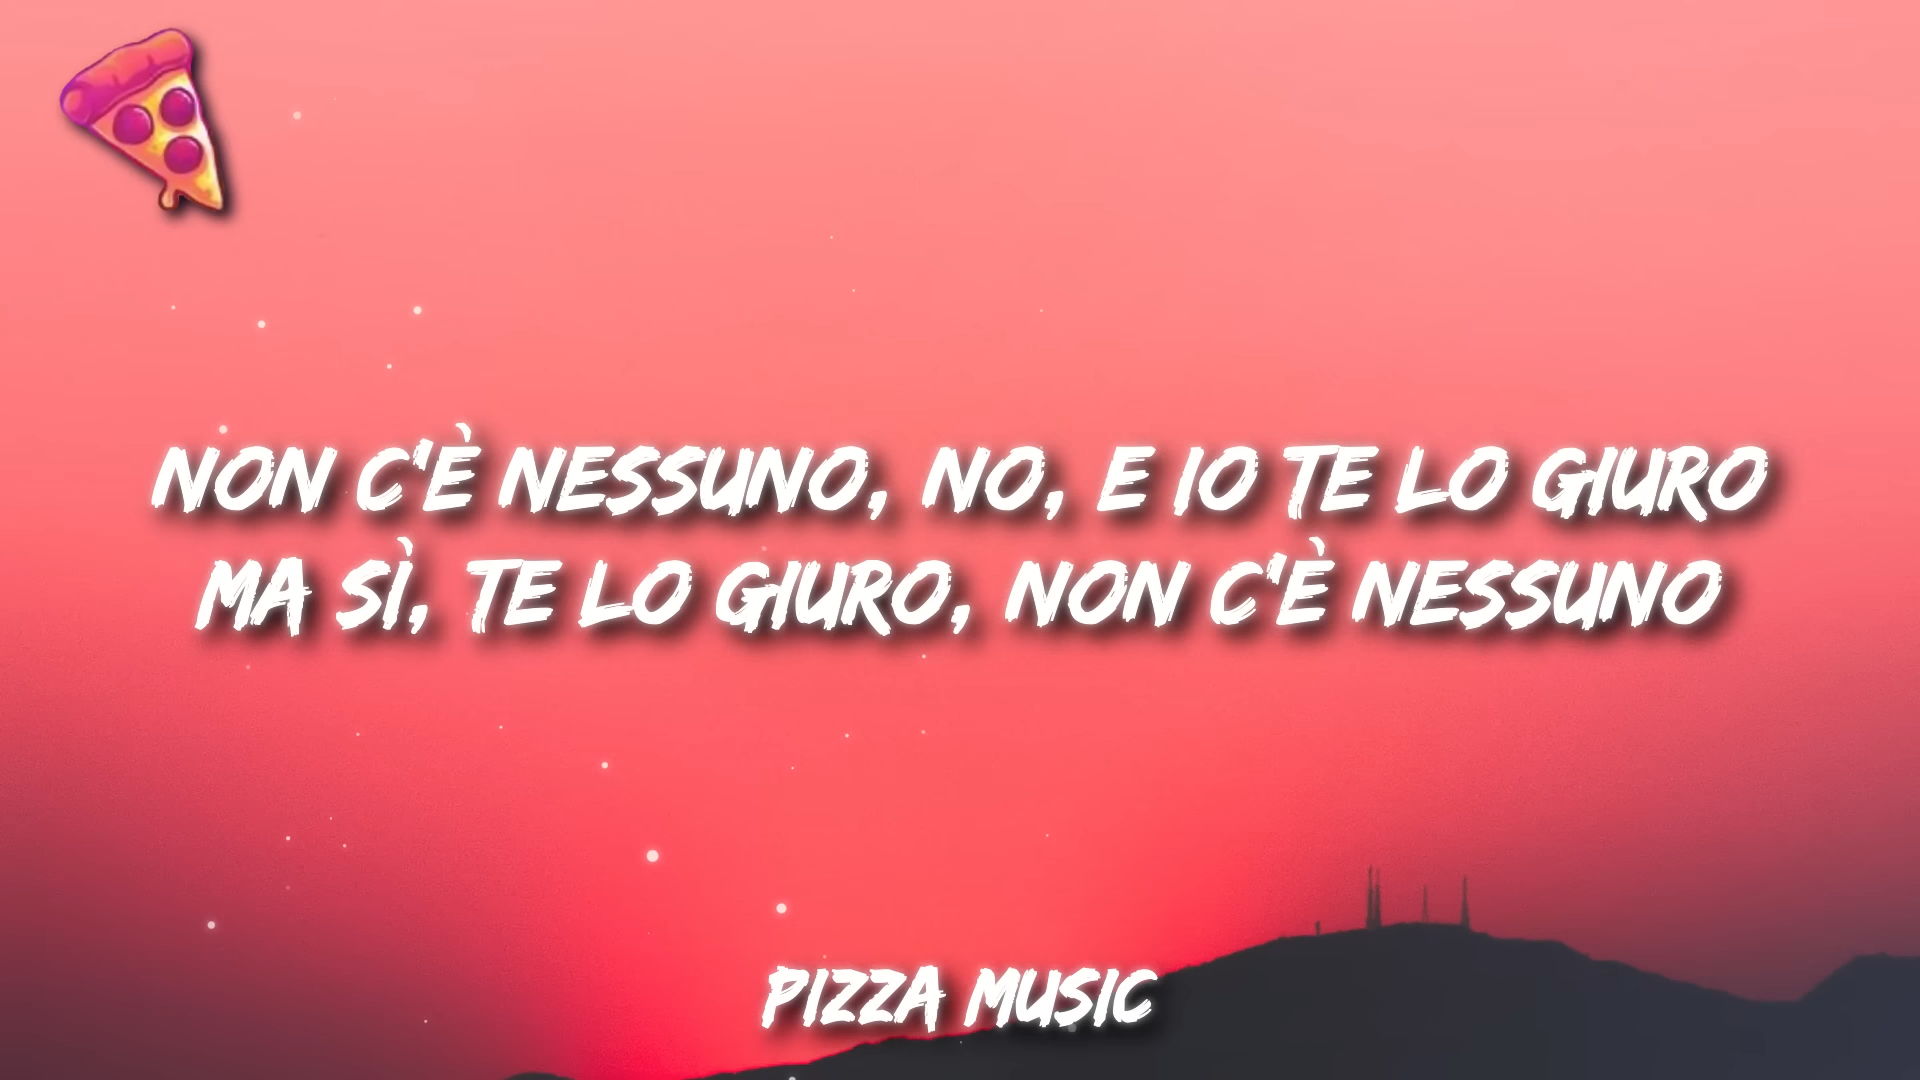 NON C'È NESSUNO, NO, E IO TE LO GIURO
MA SÌ, TE LO GIURO, NON C'È NESSUNO
PIZZA MUSIC